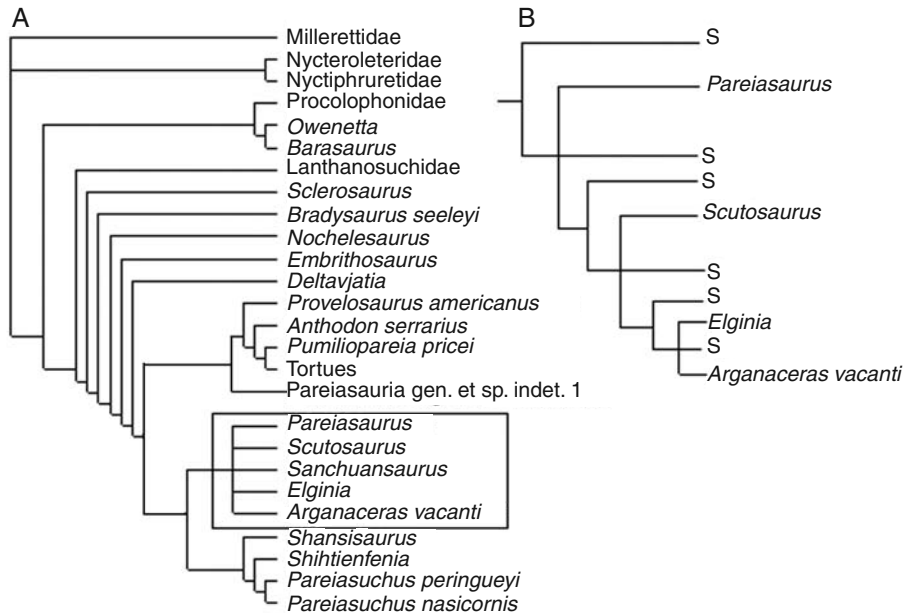 A
Millerettidae
Nycteroleteridae
Nyctiphruretidae
Procolophonidae
Owenetta
Barasaurus
Lanthanosuchidae
Sclerosaurus
Bradysaurus seeleyi
Nochelesaurus
Embrithosaurus
Deltavjatia
Provelosaurus americanus
Anthodon serrarius
Pumiliopareia pricei
Tortues
Pareiasauria gen. et sp. indet. 1
Pareiasaurus
Scutosaurus
Sanchuansaurus
Elginia
Arganaceras vacanti
Shansisaurus
Shihtienfenia
Pareiasuchus peringueyi
Pareiasuchus nasicornis
B
S
Pareiasaurus
S
S
Scutosaurus
S
S
Elginia
S
Arganaceras vacanti